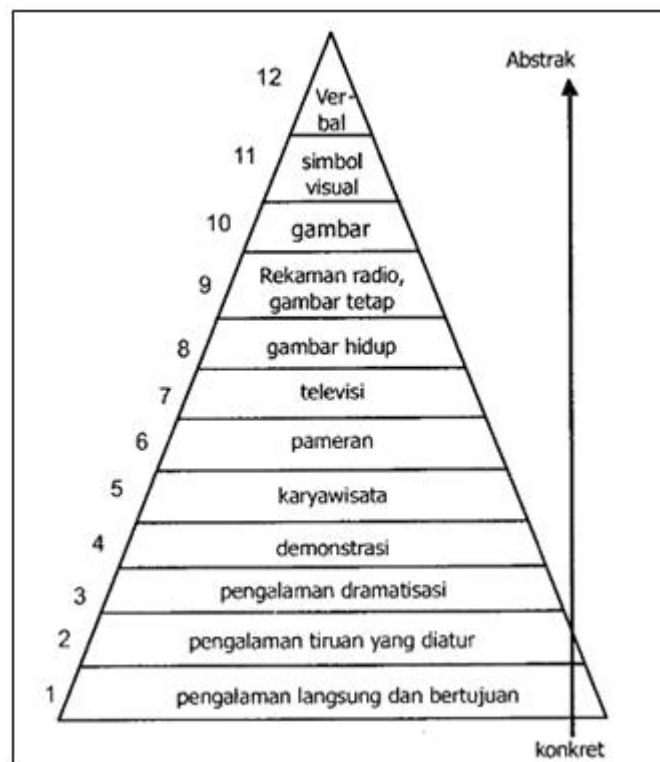 Abstrak
12
Ver-
bal
11
simbol
visual
10
gambar
9
Rekaman radio,
gambar tetap
8
gambar hidup
7
televisi
6
pameran
5
karyawisata
4
demonstrasi
3
pengalaman dramatisasi
2
pengalaman tiruan yang diatur
1
pengalaman langsung dan bertujuan
konkret